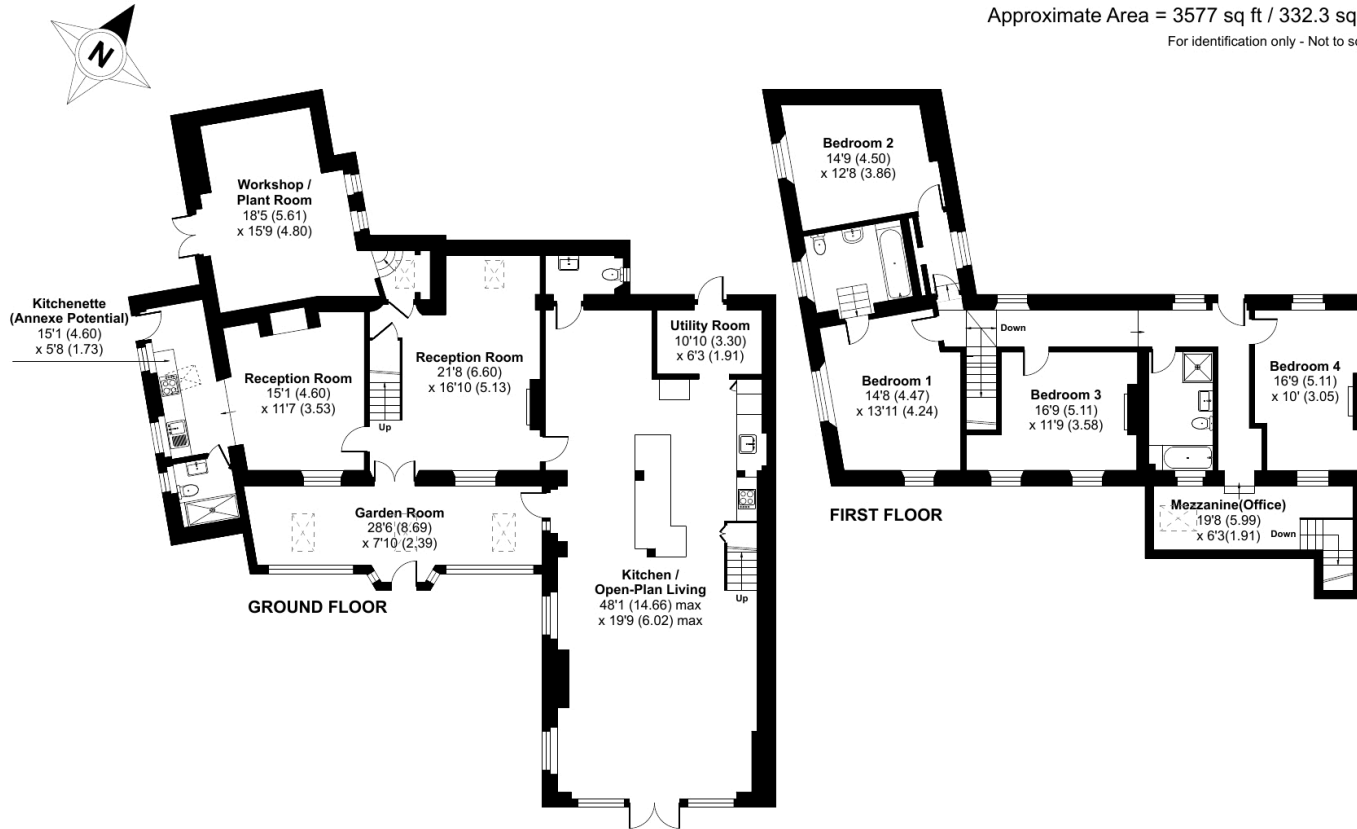 Approximate Area = 3577 sq ft / 332.3 sq
For identification only - Not to sc
N
Workshop /
Plant Room
18'5 (5.61)
x 15'9 (4.80)
Kitchenette
(Annexe Potential)
15'1 (4.60)
x 5'8 (1.73)
Reception Room
15'1 (4.60)
x 11'7 (3.53)
Up
Reception Room
21'8 (6.60)
x 16'10 (5.13)
Utility Room
10'10 (3.30)
x 6'3 (1.91)
Garden Room
28'6 (8.69)
x 7'10 (2.39)
Kitchen /
Open-Plan Living
48'1 (14.66) max
x 19'9 (6.02) max
Up
GROUND FLOOR
Bedroom 2
14'9 (4.50)
x 12'8 (3.86)
Down
Bedroom 1
14'8 (4.47)
x 13'11 (4.24)
Bedroom 3
16'9 (5.11)
x 11'9 (3.58)
Bedroom 4
16'9 (5.11)
x 10' (3.05)
Mezzanine(Office)
19'8 (5.99)
x 6'3(1.91)
Down
FIRST FLOOR